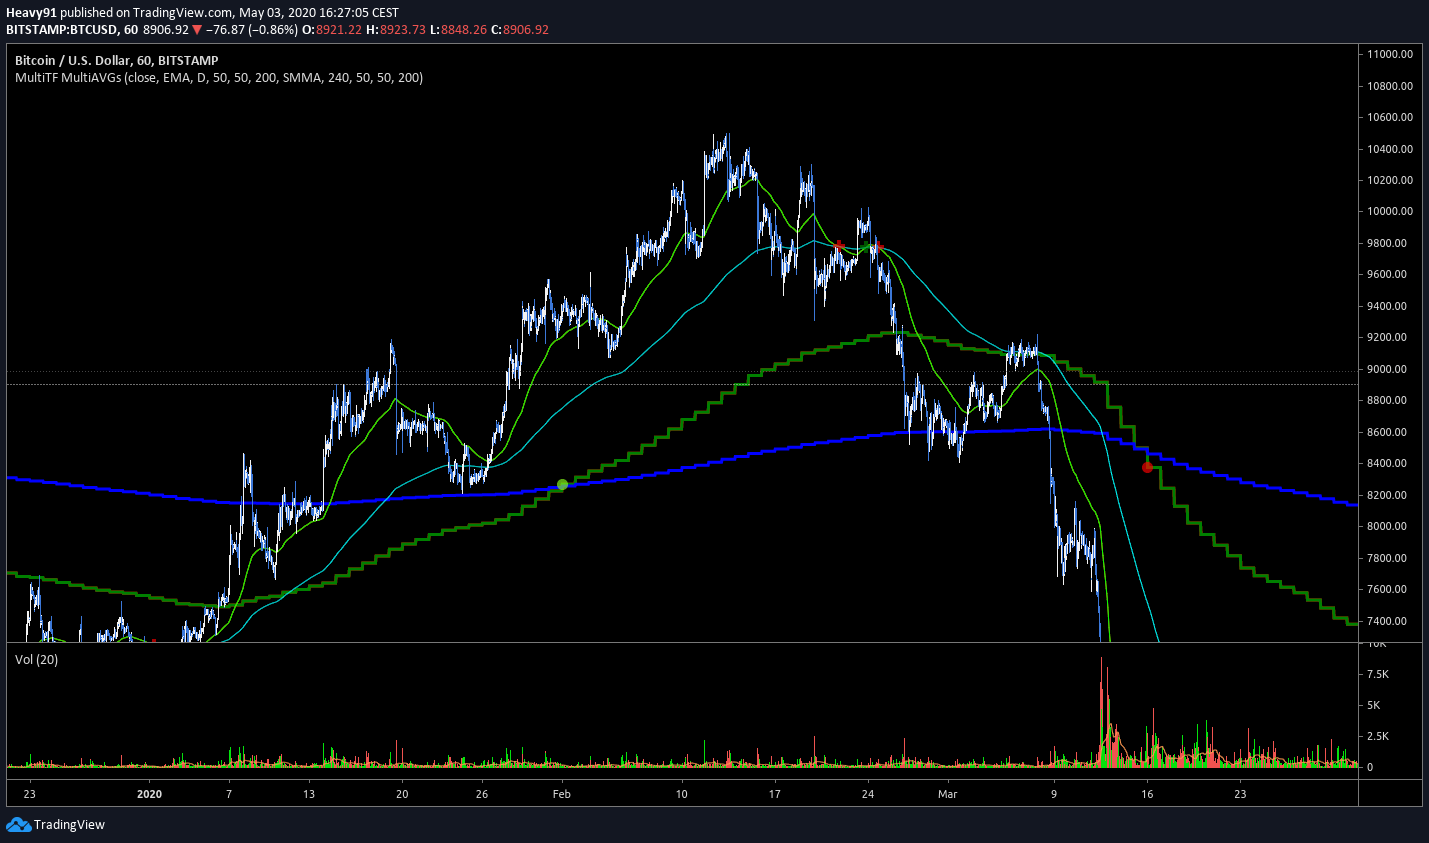 Heavy91 published on TradingView.com, May 03, 2020 16:27:05 CEST
BITSTAMP:BTCUSD, 60 8906.92 ▼ −76.87 (−0.86%) O:8921.22 H:8923.73 L:8848.26 C:8906.92
Bitcoin / U.S. Dollar, 60, BITSTAMP
MultiTF MultiAVGs (close, EMA, D, 50, 50, 200, SMMA, 240, 50, 50, 200)
11000.00
10800.00
10600.00
10400.00
10200.00
10000.00
9800.00
9600.00
9400.00
9200.00
9000.00
8800.00
8600.00
8400.00
8200.00
8000.00
7800.00
7600.00
7400.00
Vol (20)
10K
7.5K
5K
2.5K
0
23 2020 7 13 20 26 Feb 10 17 24 Mar 9 16 23
TradingView